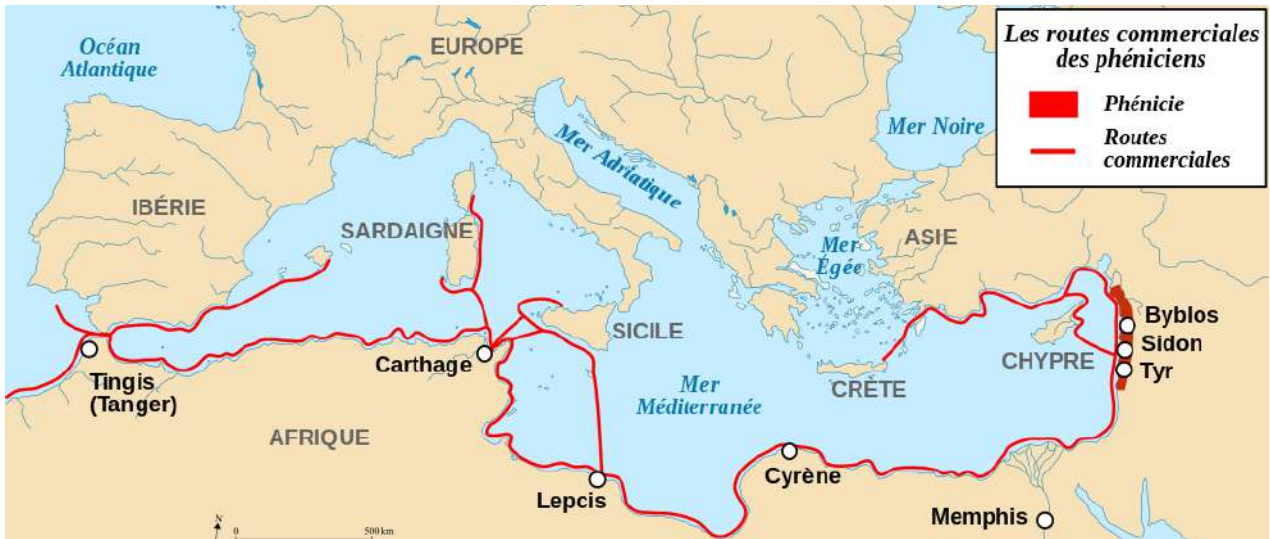 Les routes commerciales
des phéniciens
Phénicie
Routes
commerciales
Océan
Atlantique
EUROPE
Mer Noire
Mer Adriatique
IBÉRIE
SARDAIGNE
ASIE
Mer
Égée
Byblos
Sidon
Tyr
SICILE
CHYPRE
Carthage
Tingis
(Tanger)
Mer
Méditerranée
CRÈTE
AFRIQUE
Cyrène
Lepcis
Memphis
N
0
500 km